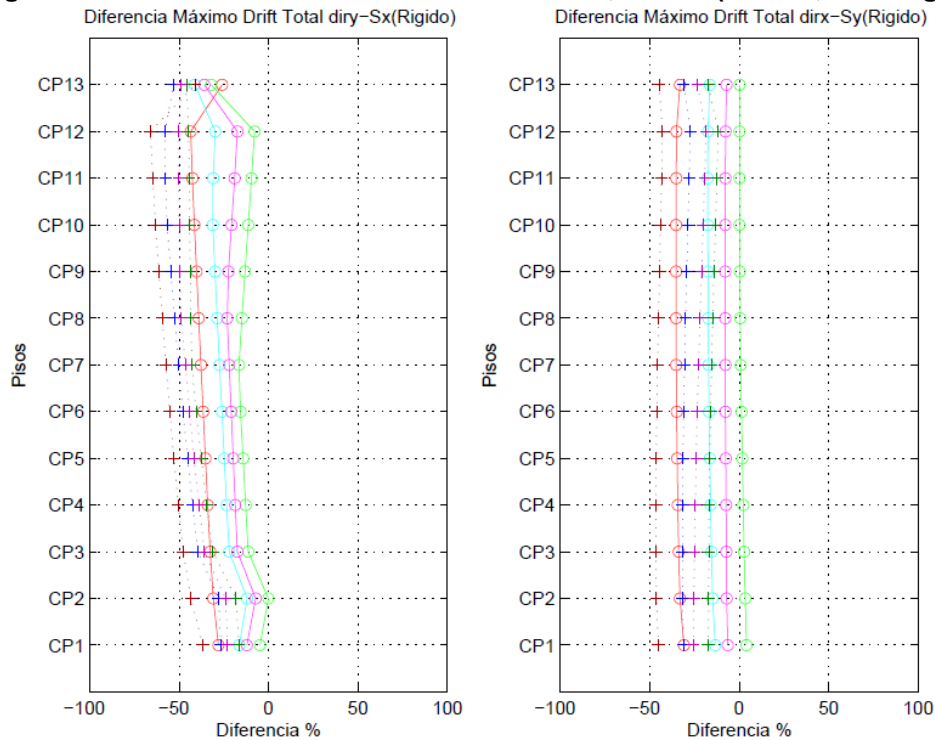 Diferencia Máximo Drift Total diry−Sx(Rigido)
CP13
CP12
CP11
CP10
CP9
CP8
CP7
CP6
CP5
CP4
CP3
CP2
CP1
Pisos
−100 −50 0 50 100
Diferencia %
Diferencia Máximo Drift Total dirx−Sy(Rigido)
CP13
CP12
CP11
CP10
CP9
CP8
CP7
CP6
CP5
CP4
CP3
CP2
CP1
Pisos
−100 −50 0 50 100
Diferencia %